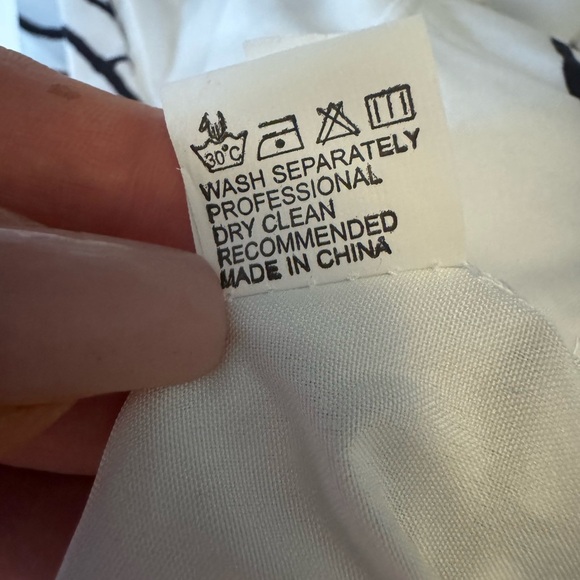 30°C
WASH SEPARATELY
PROFESSIONAL
DRY CLEAN
RECOMMENDED
MADE IN CHINA